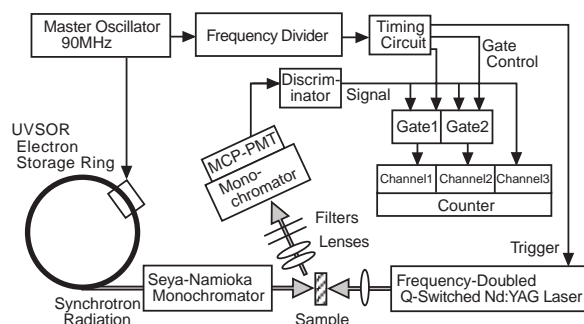 Master Oscillator
90MHz
Frequency Divider
Timing
Circuit
Gate
Control
Discrim-
inator
Signal
UVSOR
Electron
Storage Ring
MCP-PMT
Mono-
chromator
Gate1
Gate2
Channel1
Channel2
Channel3
Counter
Filters
Lenses
Trigger
Seya-Namioka
Monochromator
Frequency-Doubled
Q-Switched Nd:YAG Laser
Synchrotron
Radiation
Sample